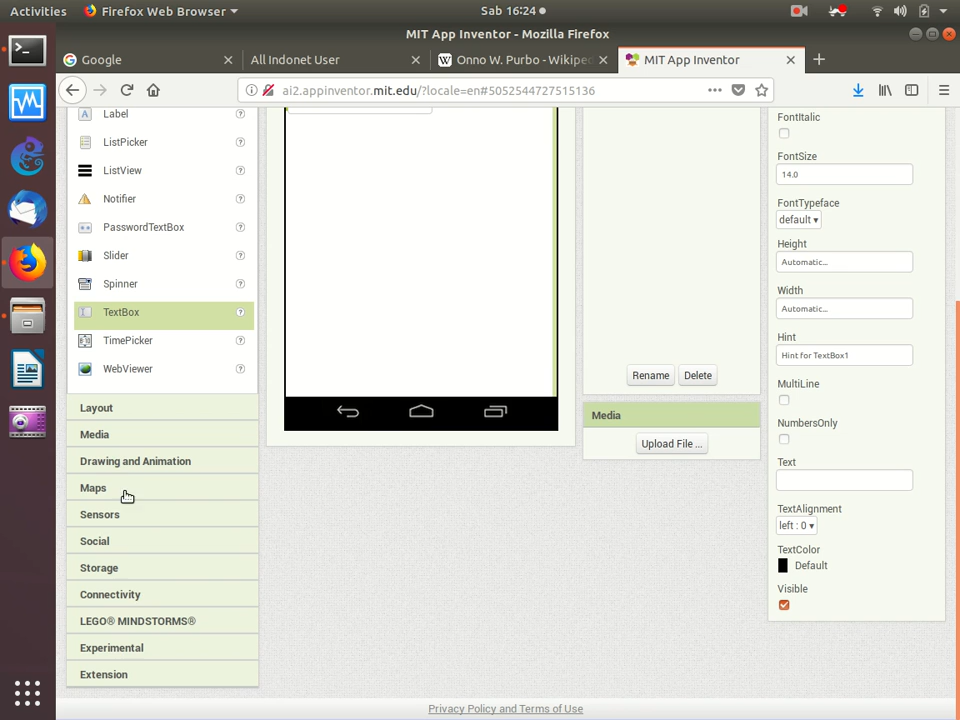 Activities
Firefox Web Browser
Sab 16:24
MIT App Inventor - Mozilla Firefox
Google
All Indonet User
Onno W. Purbo - Wikiped
MIT App Inventor
ai2.appinventor.mit.edu/?locale=en#5052544727515136
Label
ListPicker
ListView
Notifier
PasswordTextBox
Slider
Spinner
TextBox
TimePicker
WebViewer
Layout
Media
Drawing and Animation
Maps
Sensors
Social
Storage
Connectivity
LEGO® MINDSTORMS®
Experimental
Extension
Rename Delete
Media
Upload File ...
FontItalic
FontSize
14.0
FontTypeface
default
Height
Automatic...
Width
Automatic...
Hint
Hint for TextBox1
MultiLine
NumbersOnly
Text
TextAlignment
left : 0
TextColor
Default
Visible
Privacy Policy and Terms of Use